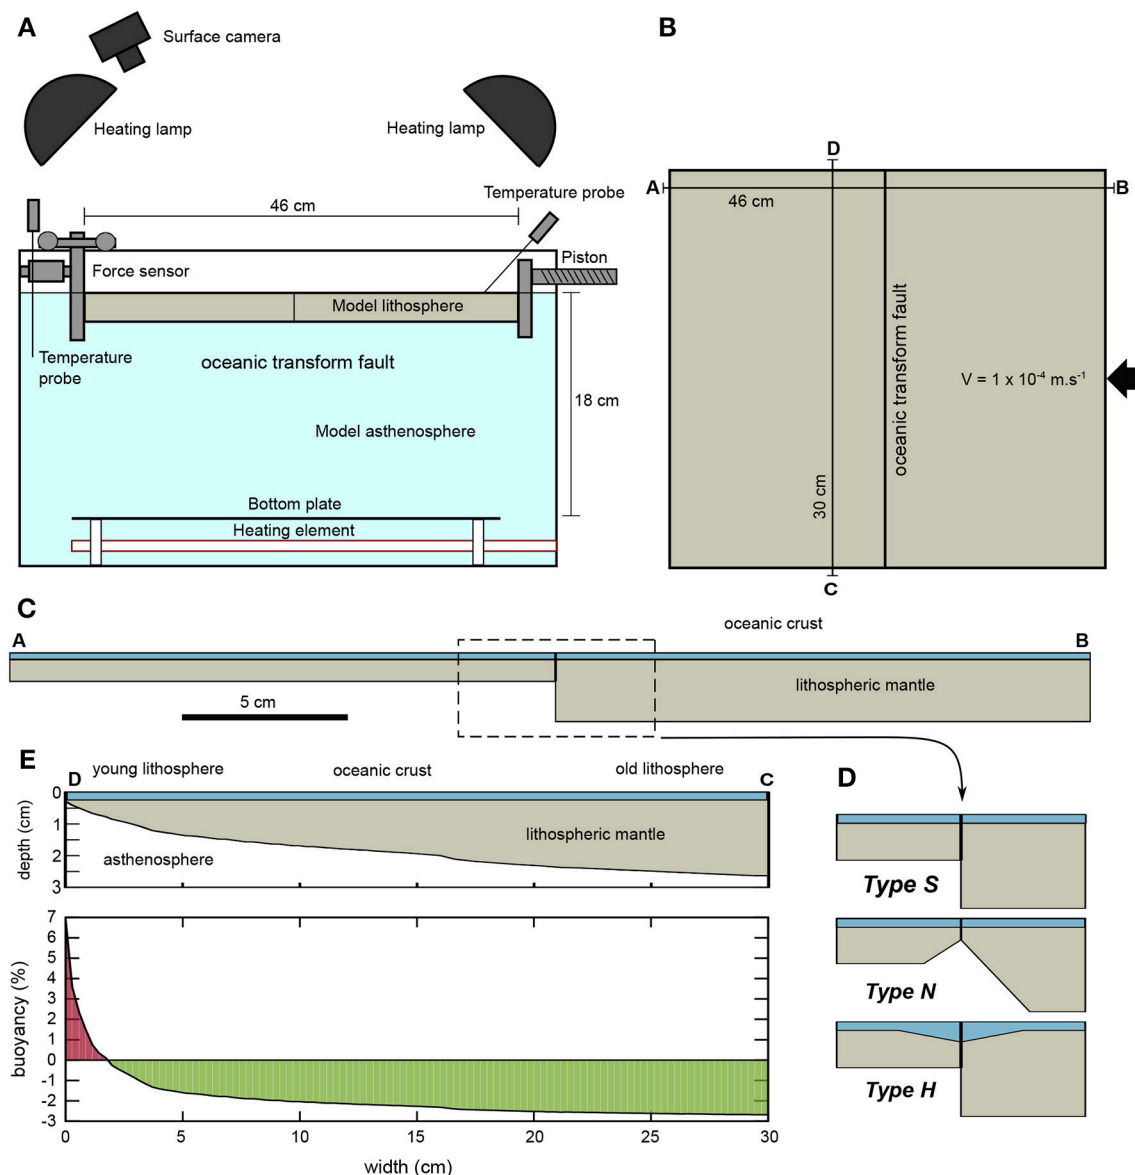 A
Surface camera
Heating lamp
Heating lamp
Temperature probe
46 cm
Force sensor
Piston
Model lithosphere
Temperature
probe
oceanic transform fault
18 cm
Model asthenosphere
Bottom plate
Heating element
B
D
A
B
46 cm
oceanic transform fault
V = 1 x 10⁻⁴ m.s⁻¹
30 cm
C
C
oceanic crust
A
B
lithospheric mantle
5 cm
E
young lithosphere
oceanic crust
old lithosphere
D
C
0
1
2
3
depth (cm)
lithospheric mantle
asthenosphere
7
6
5
4
3
2
1
0
-1
-2
-3
buoyancy (%)
0
5
10
15
20
25
30
width (cm)
D
Type S
Type N
Type H